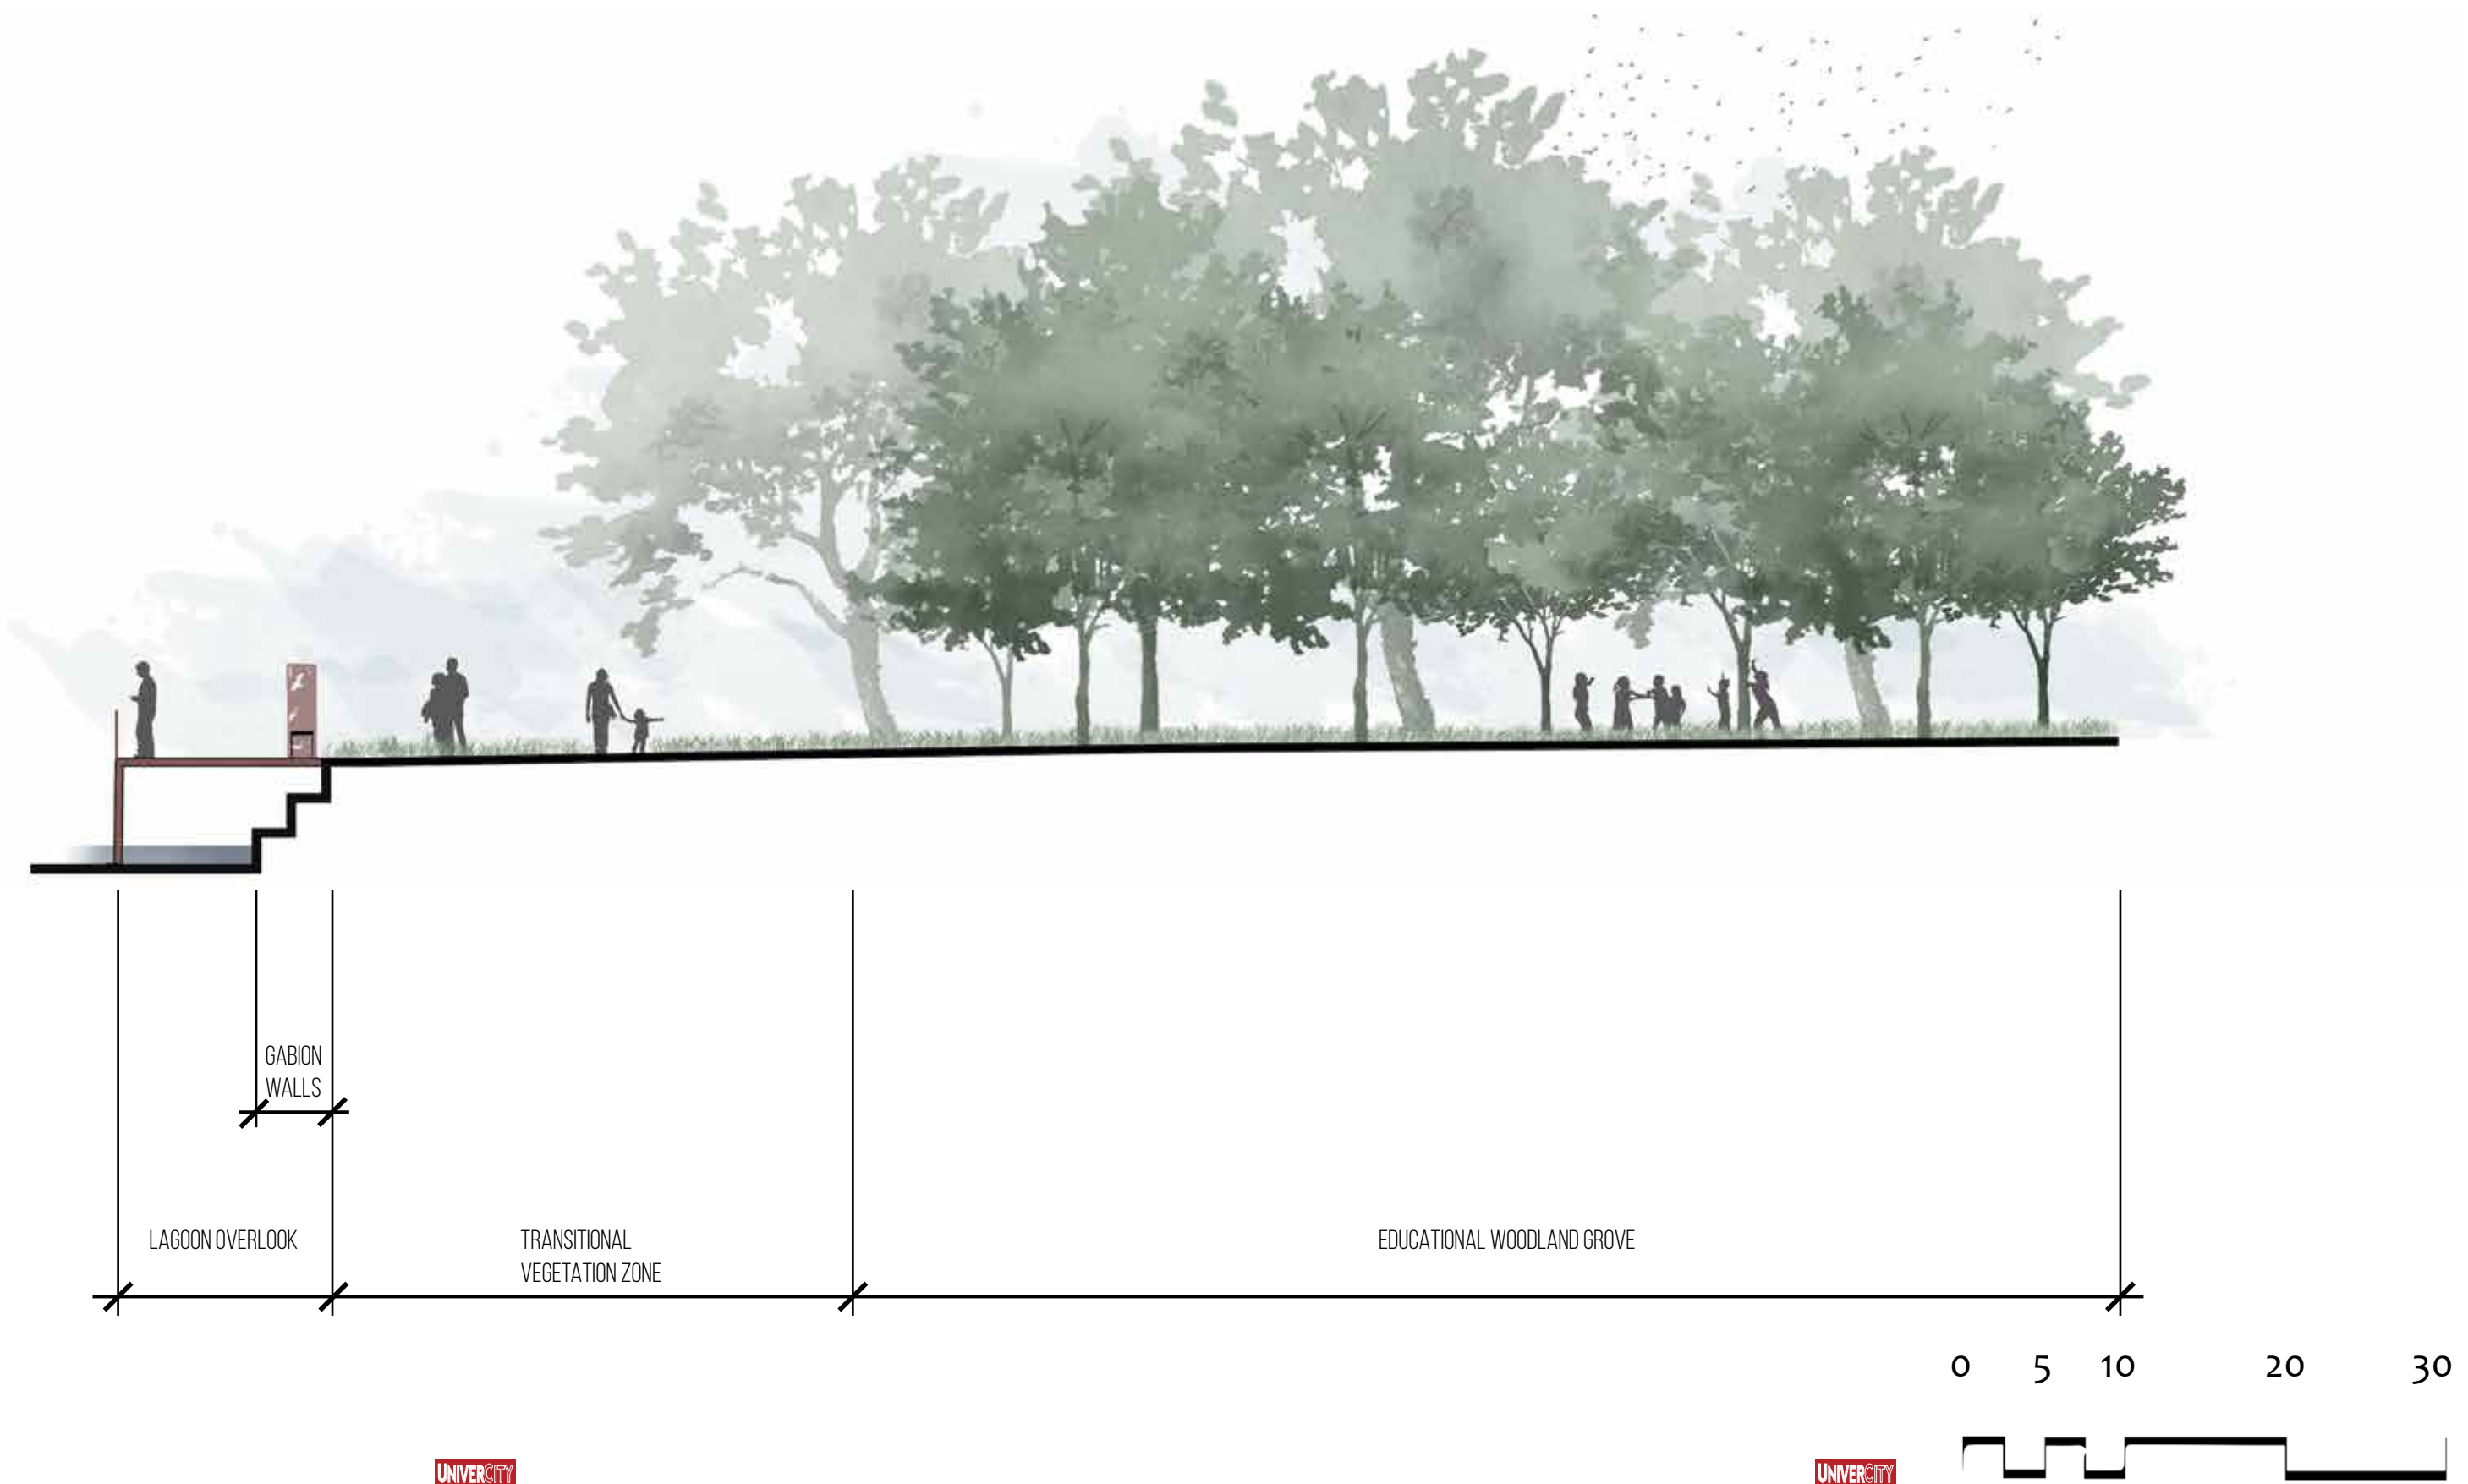 GABION
WALLS
LAGOON OVERLOOK
TRANSITIONAL
VEGETATION ZONE
EDUCATIONAL WOODLAND GROVE
0 5 10 20 30
UNIVERCITY
UNIVERCITY